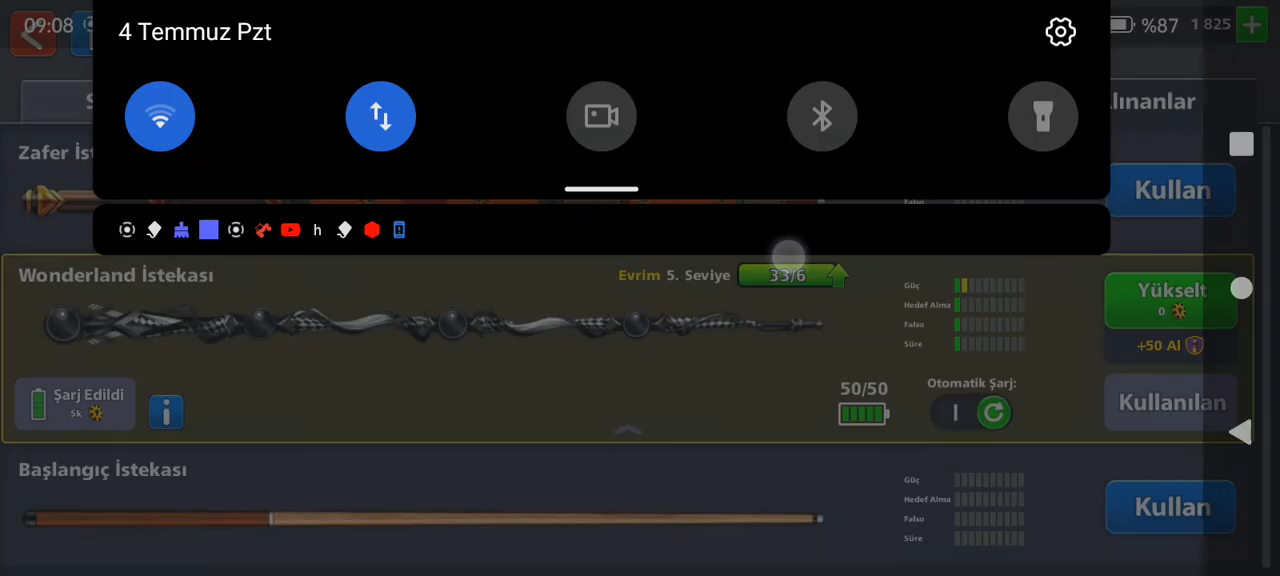 09:08
4 Temmuz Pzt
%87
1 825
lınanlar
Zafer İst
Kullan
h
Wonderland İstekası
Evrim 5. Seviye
33/6
Güç
Hedef Alma
Falso
Süre
Yükselt
0
+50 Al
Şarj Edildi
5k
i
50/50
Otomatik Şarj:
Kullanılan
Başlangıç İstekası
Güç
Hedef Alma
Falso
Süre
Kullan